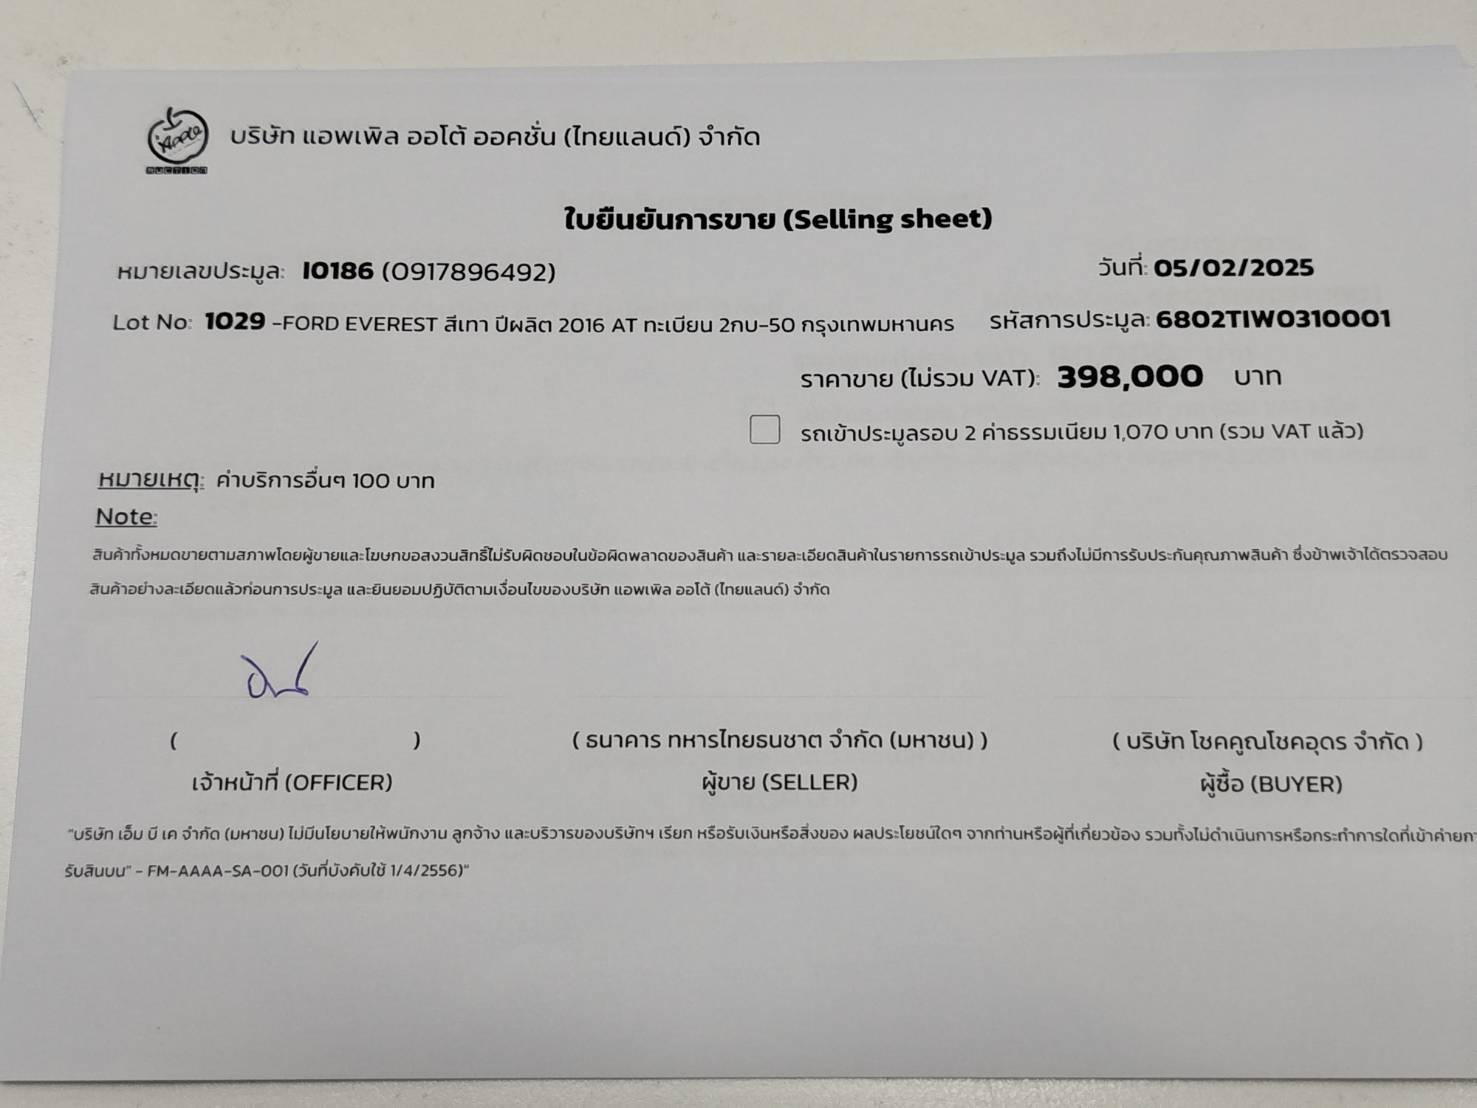 Apple
AUCTION
บริษัท แอพเพิล ออโต้ ออคชั่น (ไทยแลนด์) จำกัด
ใบยืนยันการขาย (Selling sheet)
หมายเลขประมูล: I0186 (0917896492) วันที่: 05/02/2025
Lot No: 1029 -FORD EVEREST สีเทา ปีผลิต 2016 AT ทะเบียน 2กบ-50 กรุงเทพมหานคร รหัสการประมูล: 6802TIW0310001
ราคาขาย (ไม่รวม VAT): 398,000 บาท
รถเข้าประมูลรอบ 2 ค่าธรรมเนียม 1,070 บาท (รวม VAT แล้ว)
หมายเหตุ: ค่าบริการอื่นๆ 100 บาท
Note:
สินค้าทั้งหมดขายตามสภาพโดยผู้ขายและโฆษกขอสงวนสิทธิ์ไม่รับผิดชอบในข้อผิดพลาดของสินค้า และรายละเอียดสินค้าในรายการรถเข้าประมูล รวมถึงไม่มีการรับประกันคุณภาพสินค้า ซึ่งข้าพเจ้าได้ตรวจสอบ
สินค้าอย่างละเอียดแล้วก่อนการประมูล และยินยอมปฏิบัติตามเงื่อนไขของบริษัท แอพเพิล ออโต้ (ไทยแลนด์) จำกัด
( ) ( ธนาคาร ทหารไทยธนชาต จำกัด (มหาชน) ) ( บริษัท โชคคูณโชคอุดร จำกัด )
เจ้าหน้าที่ (OFFICER) ผู้ขาย (SELLER) ผู้ซื้อ (BUYER)
"บริษัท เอ็ม บี เค จำกัด (มหาชน) ไม่มีนโยบายให้พนักงาน ลูกจ้าง และบริวารของบริษัทฯ เรียก หรือรับเงินหรือสิ่งของ ผลประโยชน์ใดๆ จากท่านหรือผู้ที่เกี่ยวข้อง รวมทั้งไม่ดำเนินการหรือกระทำการใดที่เข้าค่าย
รับสินบน" - FM-AAAA-SA-001 (วันที่บังคับใช้ 1/4/2556)"